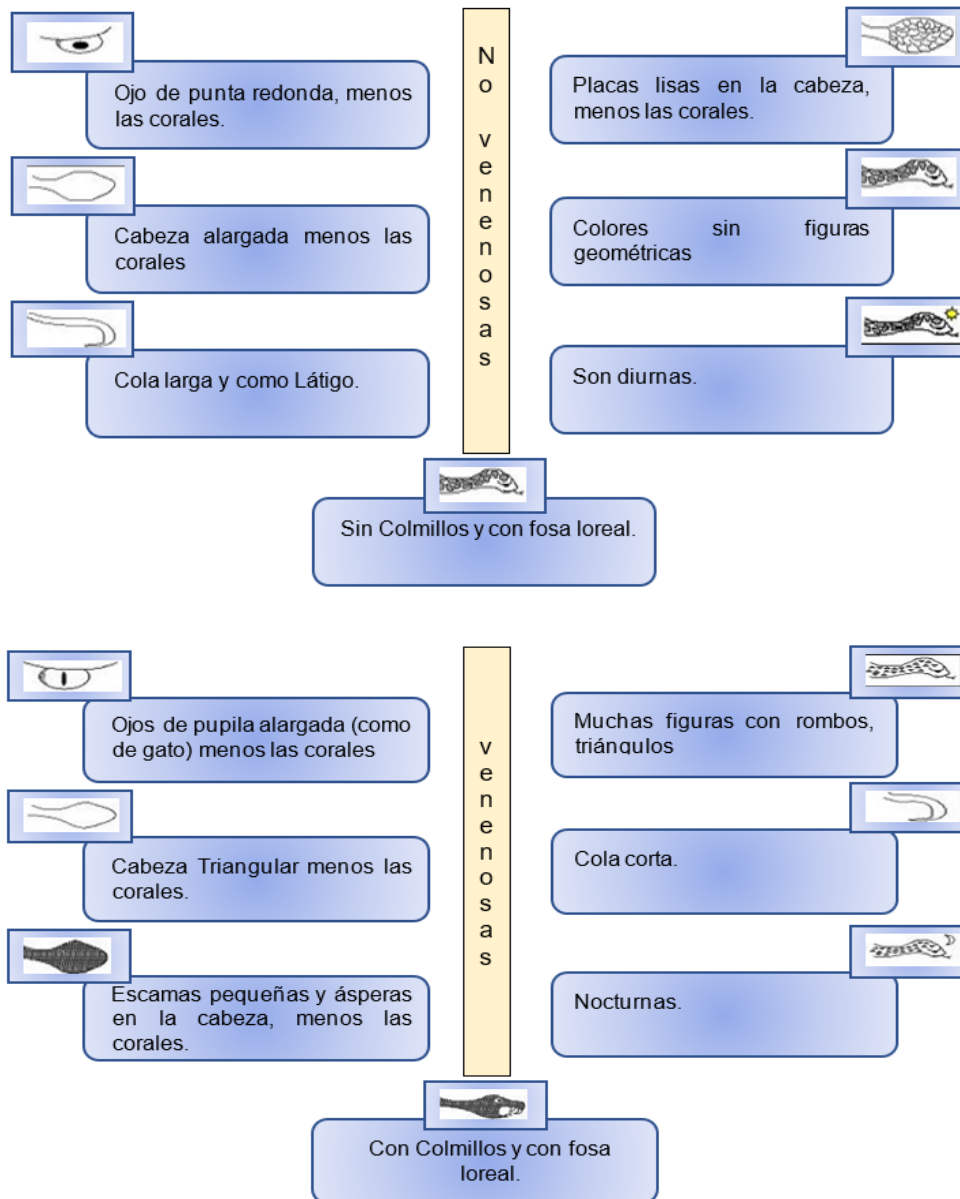 No venenosas
Ojo de punta redonda, menos
las corales.
Cabeza alargada menos las
corales
Cola larga y como Látigo.
Placas lisas en la cabeza,
menos las corales.
Colores sin figuras
geométricas
Son diurnas.
Sin Colmillos y con fosa loreal.
venenosas
Ojos de pupila alargada (como
de gato) menos las corales
Cabeza Triangular menos las
corales.
Escamas pequeñas y ásperas
en la cabeza, menos las
corales.
Muchas figuras con rombos,
triángulos
Cola corta.
Nocturnas.
Con Colmillos y con fosa
loreal.